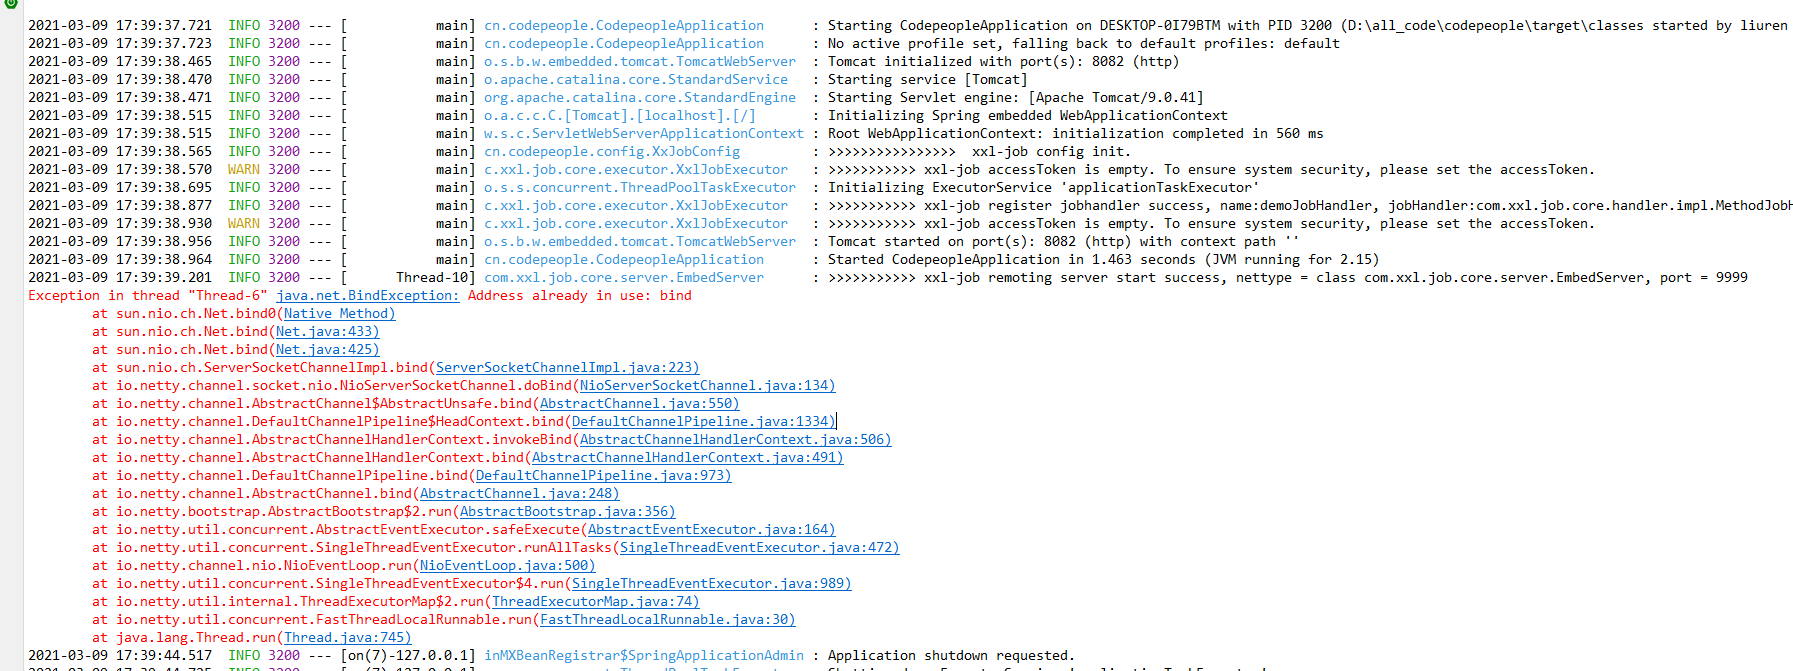 2021-03-09 17:39:37.721  INFO 3200 --- [           main] cn.codepeople.CodepeopleApplication      : Starting CodepeopleApplication on DESKTOP-0I79BTM with PID 3200 (D:\all_code\codepeople\target\classes started by liuren
2021-03-09 17:39:37.723  INFO 3200 --- [           main] cn.codepeople.CodepeopleApplication      : No active profile set, falling back to default profiles: default
2021-03-09 17:39:38.465  INFO 3200 --- [           main] o.s.b.w.embedded.tomcat.TomcatWebServer  : Tomcat initialized with port(s): 8082 (http)
2021-03-09 17:39:38.470  INFO 3200 --- [           main] o.apache.catalina.core.StandardService   : Starting service [Tomcat]
2021-03-09 17:39:38.471  INFO 3200 --- [           main] org.apache.catalina.core.StandardEngine  : Starting Servlet engine: [Apache Tomcat/9.0.41]
2021-03-09 17:39:38.515  INFO 3200 --- [           main] o.a.c.c.C.[Tomcat].[localhost].[/]       : Initializing Spring embedded WebApplicationContext
2021-03-09 17:39:38.515  INFO 3200 --- [           main] w.s.c.ServletWebServerApplicationContext : Root WebApplicationContext: initialization completed in 560 ms
2021-03-09 17:39:38.565  INFO 3200 --- [           main] cn.codepeople.config.XxJobConfig         : >>>>>>>>>>>>>>>>  xxl-job config init.
2021-03-09 17:39:38.570  WARN 3200 --- [           main] c.xxl.job.core.executor.XxlJobExecutor   : >>>>>>>>>>> xxl-job accessToken is empty. To ensure system security, please set the accessToken.
2021-03-09 17:39:38.695  INFO 3200 --- [           main] o.s.s.concurrent.ThreadPoolTaskExecutor  : Initializing ExecutorService 'applicationTaskExecutor'
2021-03-09 17:39:38.877  INFO 3200 --- [           main] c.xxl.job.core.executor.XxlJobExecutor   : >>>>>>>>>>> xxl-job register jobhandler success, name:demoJobHandler, jobHandler:com.xxl.job.core.handler.impl.MethodJobH
2021-03-09 17:39:38.930  WARN 3200 --- [           main] c.xxl.job.core.executor.XxlJobExecutor   : >>>>>>>>>>> xxl-job accessToken is empty. To ensure system security, please set the accessToken.
2021-03-09 17:39:38.956  INFO 3200 --- [           main] o.s.b.w.embedded.tomcat.TomcatWebServer  : Tomcat started on port(s): 8082 (http) with context path ''
2021-03-09 17:39:38.964  INFO 3200 --- [           main] cn.codepeople.CodepeopleApplication      : Started CodepeopleApplication in 1.463 seconds (JVM running for 2.15)
2021-03-09 17:39:39.201  INFO 3200 --- [      Thread-10] com.xxl.job.core.server.EmbedServer      : >>>>>>>>>>> xxl-job remoting server start success, nettype = class com.xxl.job.core.server.EmbedServer, port = 9999
Exception in thread "Thread-6" java.net.BindException: Address already in use: bind
	at sun.nio.ch.Net.bind0(Native Method)
	at sun.nio.ch.Net.bind(Net.java:433)
	at sun.nio.ch.Net.bind(Net.java:425)
	at sun.nio.ch.ServerSocketChannelImpl.bind(ServerSocketChannelImpl.java:223)
	at io.netty.channel.socket.nio.NioServerSocketChannel.doBind(NioServerSocketChannel.java:134)
	at io.netty.channel.AbstractChannel$AbstractUnsafe.bind(AbstractChannel.java:550)
	at io.netty.channel.DefaultChannelPipeline$HeadContext.bind(DefaultChannelPipeline.java:1334)
	at io.netty.channel.AbstractChannelHandlerContext.invokeBind(AbstractChannelHandlerContext.java:506)
	at io.netty.channel.AbstractChannelHandlerContext.bind(AbstractChannelHandlerContext.java:491)
	at io.netty.channel.DefaultChannelPipeline.bind(DefaultChannelPipeline.java:973)
	at io.netty.channel.AbstractChannel.bind(AbstractChannel.java:248)
	at io.netty.bootstrap.AbstractBootstrap$2.run(AbstractBootstrap.java:356)
	at io.netty.util.concurrent.AbstractEventExecutor.safeExecute(AbstractEventExecutor.java:164)
	at io.netty.util.concurrent.SingleThreadEventExecutor.runAllTasks(SingleThreadEventExecutor.java:472)
	at io.netty.channel.nio.NioEventLoop.run(NioEventLoop.java:500)
	at io.netty.util.concurrent.SingleThreadEventExecutor$4.run(SingleThreadEventExecutor.java:989)
	at io.netty.util.internal.ThreadExecutorMap$2.run(ThreadExecutorMap.java:74)
	at io.netty.util.concurrent.FastThreadLocalRunnable.run(FastThreadLocalRunnable.java:30)
	at java.lang.Thread.run(Thread.java:745)
2021-03-09 17:39:44.517  INFO 3200 --- [on(7)-127.0.0.1] inMXBeanRegistrar$SpringApplicationAdmin : Application shutdown requested.